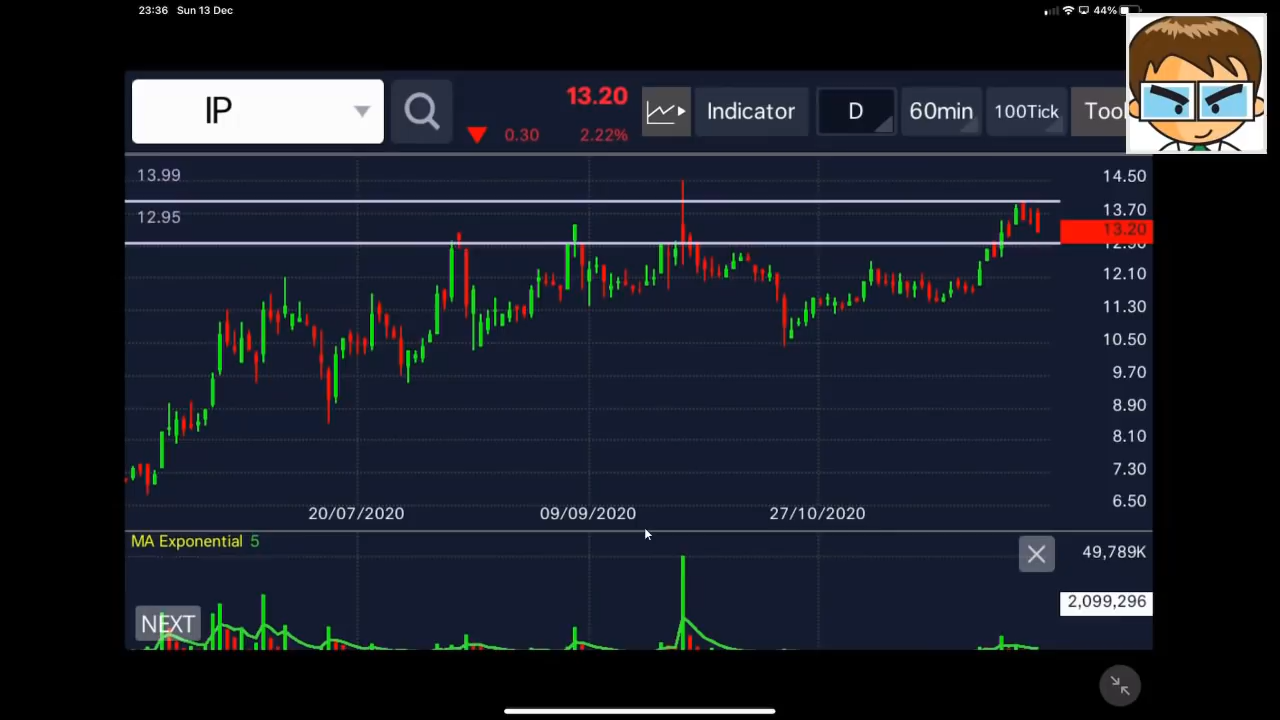 23:36 Sun 13 Dec
44%
IP
13.20
0.30 2.22%
Indicator
D
60min
100Tick
Tool
13.99
12.95
14.50
13.70
13.20
12.90
12.10
11.30
10.50
9.70
8.90
8.10
7.30
6.50
20/07/2020 09/09/2020 27/10/2020
MA Exponential 5
49,789K
2,099,296
NEXT